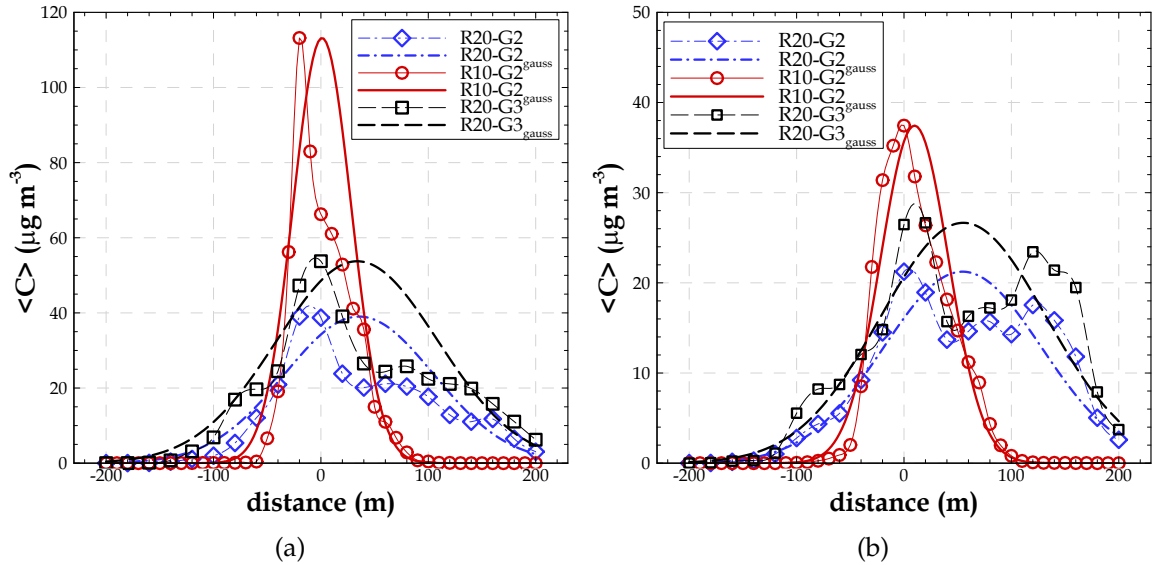 120
100
80
60
40
20
0
-200
-100
0
100
200
<C> (μg m-3)
distance (m)
R20-G2
R20-G2gauss
R10-G2
R10-G2gauss
R20-G3
R20-G3gauss
(a)
50
40
30
20
10
0
-200
-100
0
100
200
<C> (μg m-3)
distance (m)
R20-G2
R20-G2gauss
R10-G2
R10-G2gauss
R20-G3
R20-G3gauss
(b)